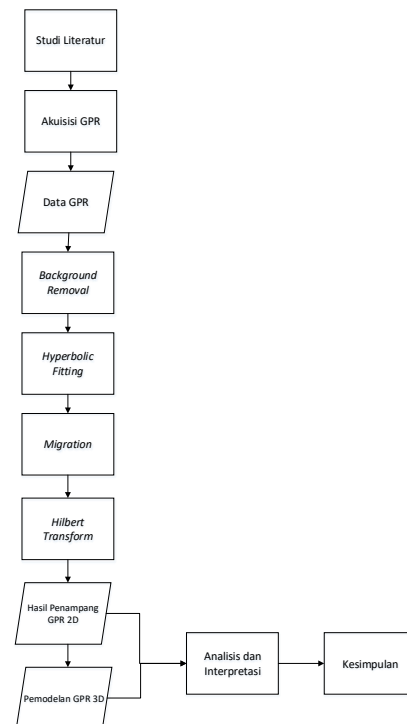 Studi Literatur
Akuisisi GPR
Data GPR
Background
Removal
Hyperbolic
Fitting
Migration
Hilbert
Transform
Hasil Penampang
GPR 2D
Pemodelan GPR 3D
Analisis dan
Interpretasi
Kesimpulan